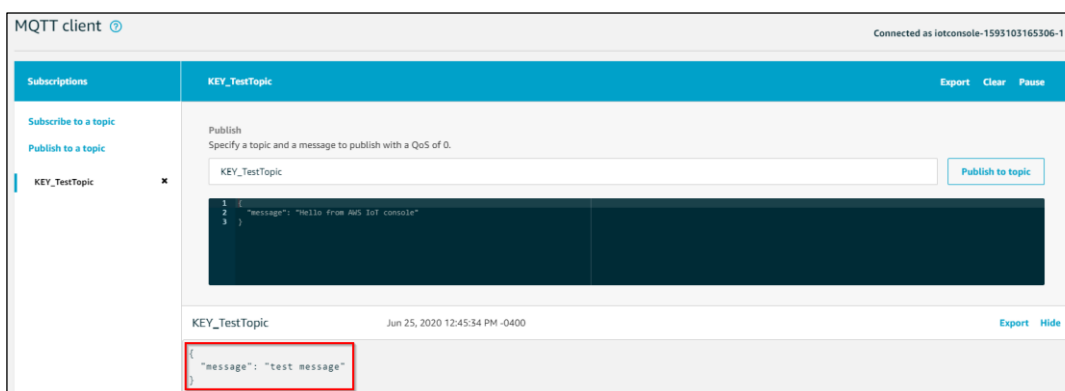 MQTT client ?
Connected as iotconsole-1593103165306-1
Subscriptions
KEY_TestTopic
Export Clear Pause
Subscribe to a topic
Publish to a topic
KEY_TestTopic x
Publish
Specify a topic and a message to publish with a QoS of 0.
KEY_TestTopic
Publish to topic
1 {
2 "message": "Hello from AWS IoT console"
3 }
KEY_TestTopic
Jun 25, 2020 12:45:34 PM -0400
Export Hide
{
"message": "test message"
}